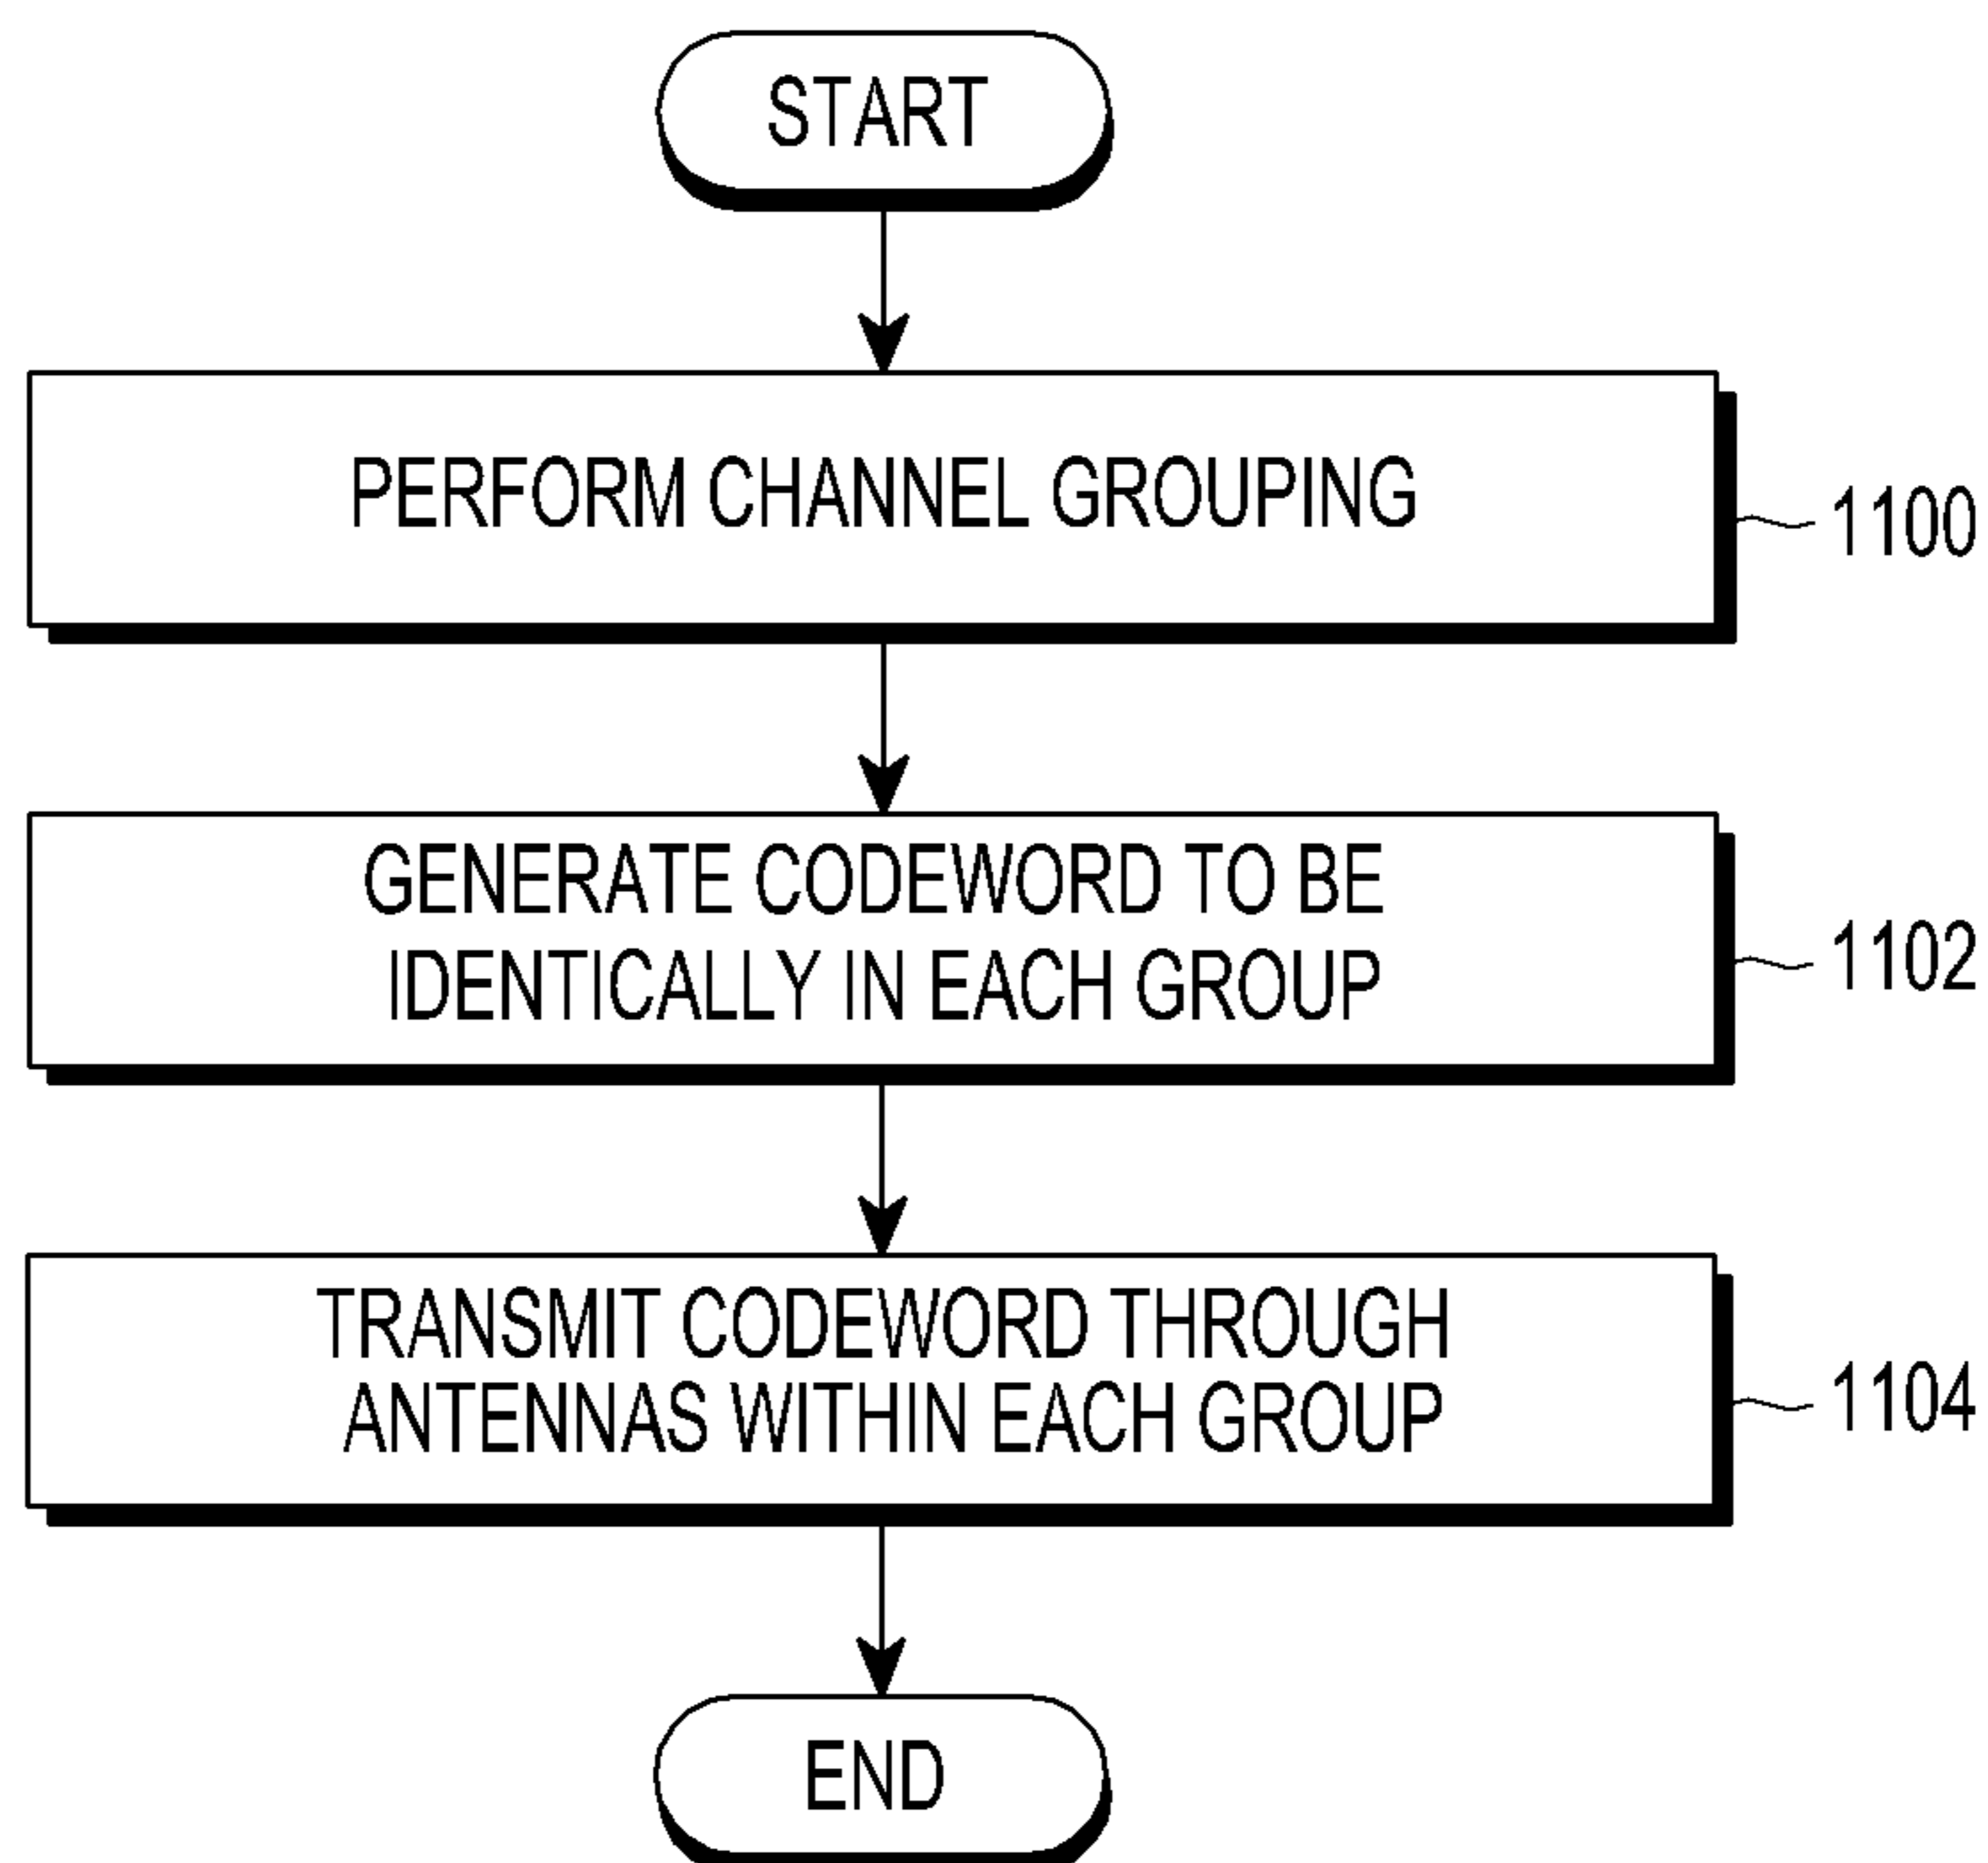 START
PERFORM CHANNEL GROUPING
1100
GENERATE CODEWORD TO BE
IDENTICALLY IN EACH GROUP
1102
TRANSMIT CODEWORD THROUGH
ANTENNAS WITHIN EACH GROUP
1104
END